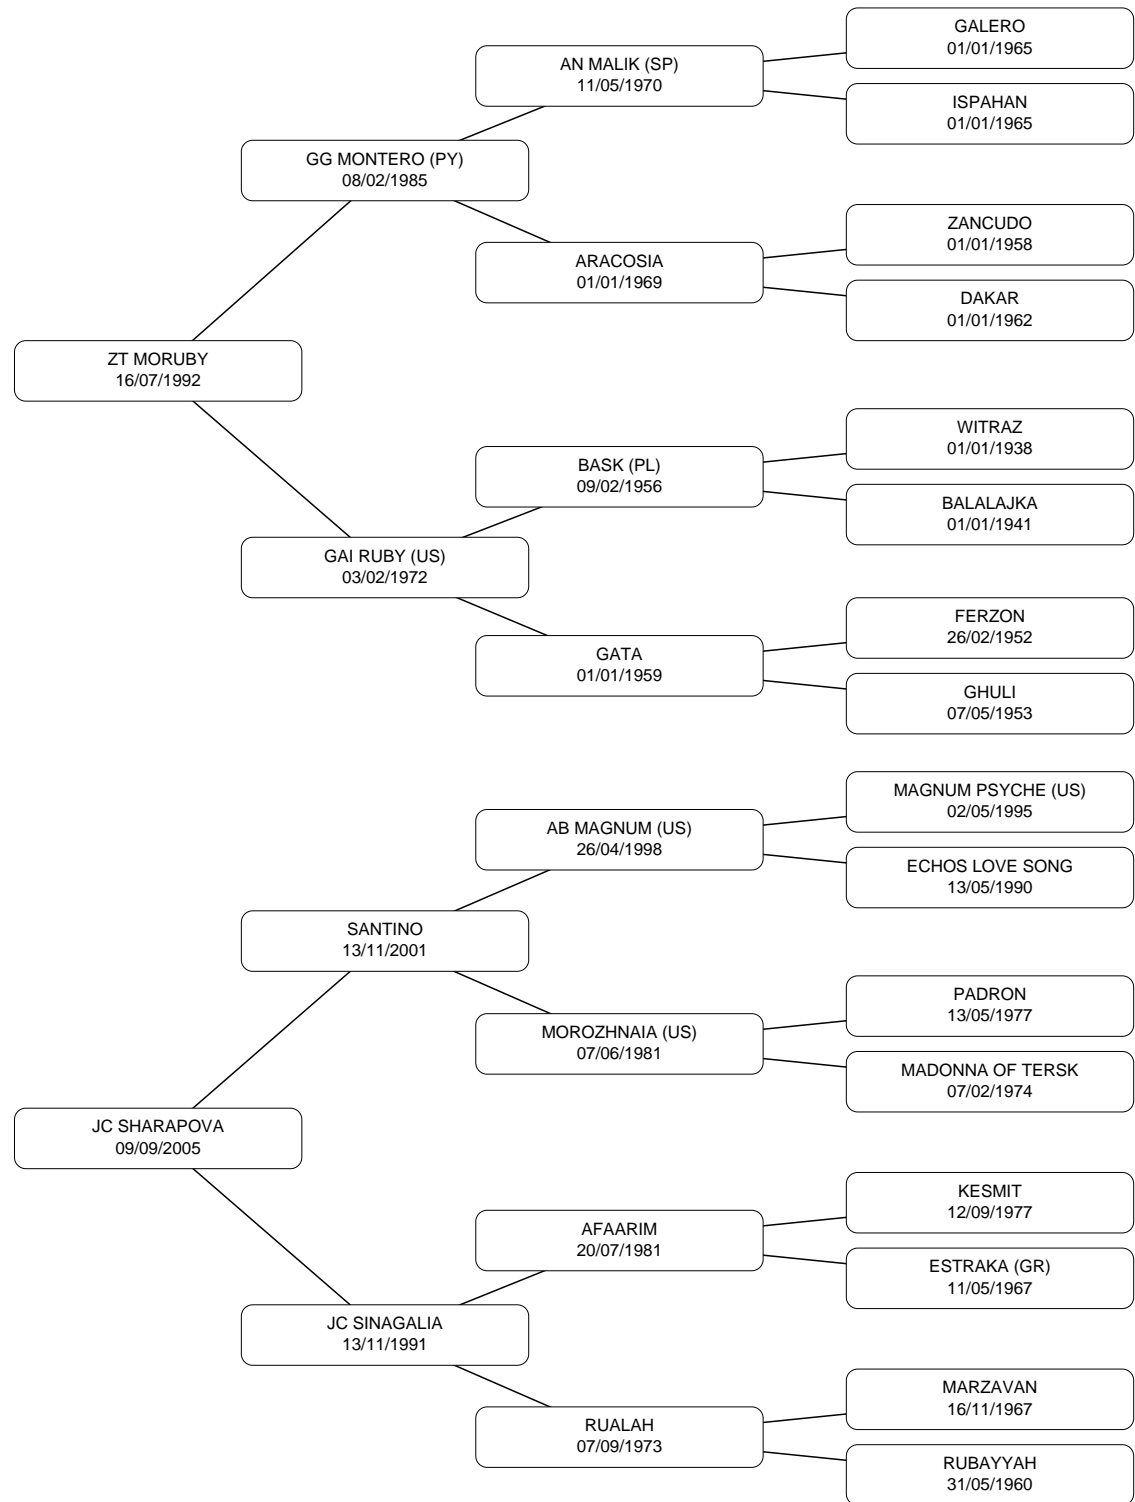 GALERO
01/01/1965
AN MALIK (SP)
11/05/1970
ISPAHAN
01/01/1965
GG MONTERO (PY)
08/02/1985
ZANCUDO
01/01/1958
ARACOSIA
01/01/1969
DAKAR
01/01/1962
ZT MORUBY
16/07/1992
WITRAZ
01/01/1938
BASK (PL)
09/02/1956
BALALAJKA
01/01/1941
GAI RUBY (US)
03/02/1972
FERZON
26/02/1952
GATA
01/01/1959
GHULI
07/05/1953
MAGNUM PSYCHE (US)
02/05/1995
AB MAGNUM (US)
26/04/1998
ECHOS LOVE SONG
13/05/1990
SANTINO
13/11/2001
PADRON
13/05/1977
MOROZHNAIA (US)
07/06/1981
MADONNA OF TERSK
07/02/1974
JC SHARAPOVA
09/09/2005
KESMIT
12/09/1977
AFAARIM
20/07/1981
ESTRAKA (GR)
11/05/1967
JC SINAGALIA
13/11/1991
MARZAVAN
16/11/1967
RUALAH
07/09/1973
RUBAYYAH
31/05/1960